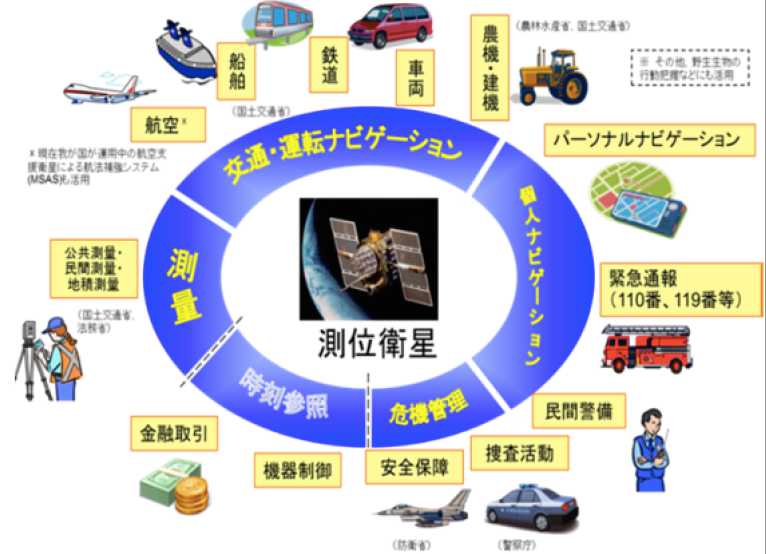 船舶
鉄道
車両
農機・建機
(農林水産省、国土交通省)
※ その他、野生生物の
行動把握などにも活用
航空*
(国土交通省)
* 現在我が国が運用中の航空支
援衛星による航法補強システム
(MSAS)も活用
交通・運転ナビゲーション
パーソナルナビゲーション
個人ナビゲーション
公共測量・
民間測量・
地積測量
(国土交通省、
法務省)
測量
測位衛星
緊急通報
(110番、119番等)
時刻参照
危機管理
民間警備
金融取引
機器制御
安全保障
捜査活動
(防衛省)
(警察庁)